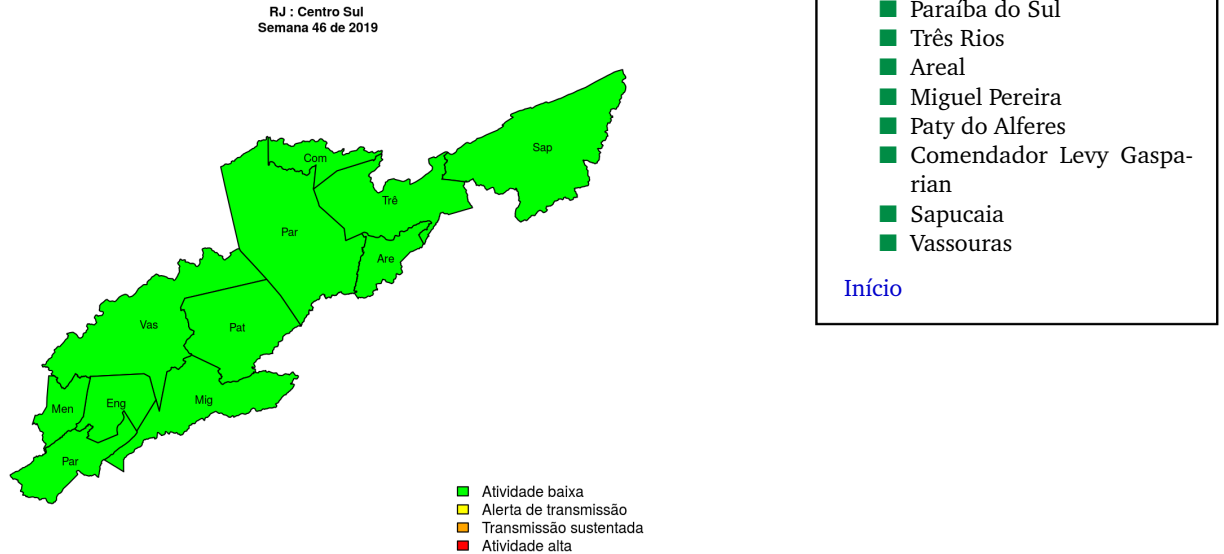 RJ : Centro Sul
Semana 46 de 2019
Sap
Com
Trê
Par
Are
Vas
Pat
Men
Eng
Mig
Par
Atividade baixa
Alerta de transmissão
Transmissão sustentada
Atividade alta
Paraíba do Sul
Três Rios
Areal
Miguel Pereira
Paty do Alferes
Comendador Levy Gaspa-
rian
Sapucaia
Vassouras
Início